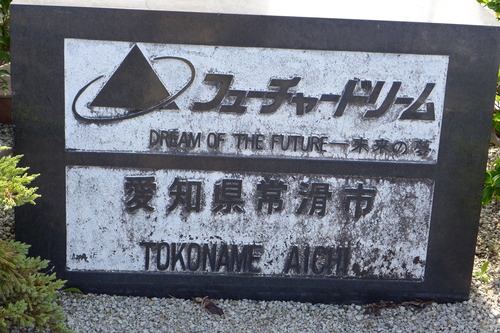 フューチャードリーム
DREAM OF THE FUTURE—未来の夢
愛知県常滑市
TOKONAME AICHI